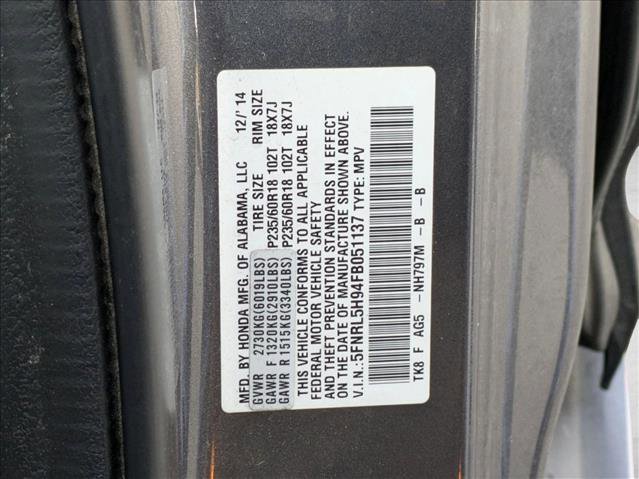 MFD. BY HONDA MFG. OF ALABAMA, LLC 12/'14
GVWR 2730KG(6019LBS) TIRE SIZE RIM SIZE
GAWR F 1320KG(2910LBS) P235/60R18 102T 18X7J
GAWR R 1515KG(3340LBS) P235/60R18 102T 18X7J
THIS VEHICLE CONFORMS TO ALL APPLICABLE
FEDERAL MOTOR VEHICLE SAFETY
AND THEFT PREVENTION STANDARDS IN EFFECT
ON THE DATE OF MANUFACTURE SHOWN ABOVE.
V.I.N.:5FNRL5H94FB051137 TYPE: MPV
TK8 F AG5 -NH797M -B -B